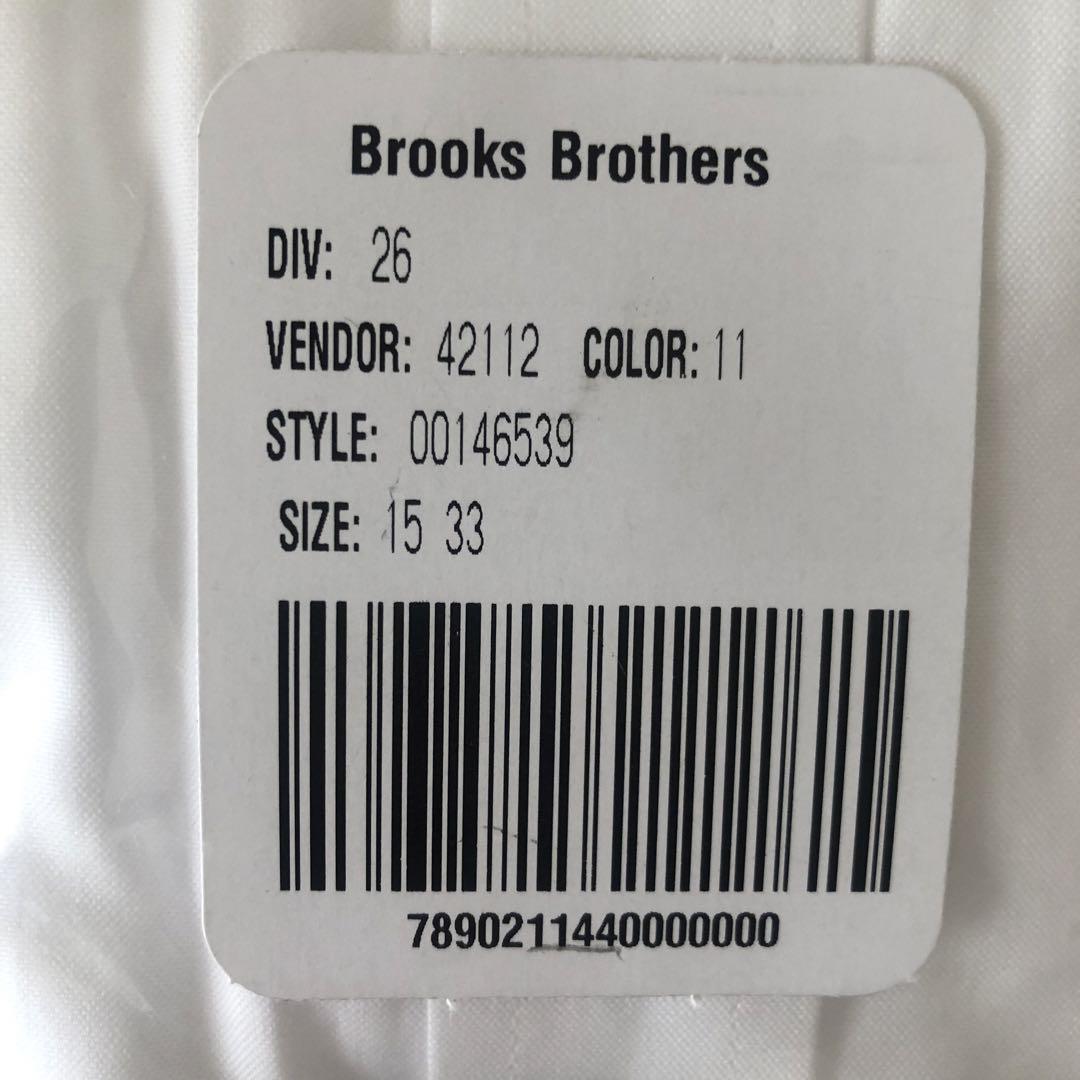 Brooks Brothers
DIV: 26
VENDOR: 42112 COLOR: 11
STYLE: 00146539
SIZE: 15 33
7890211440000000